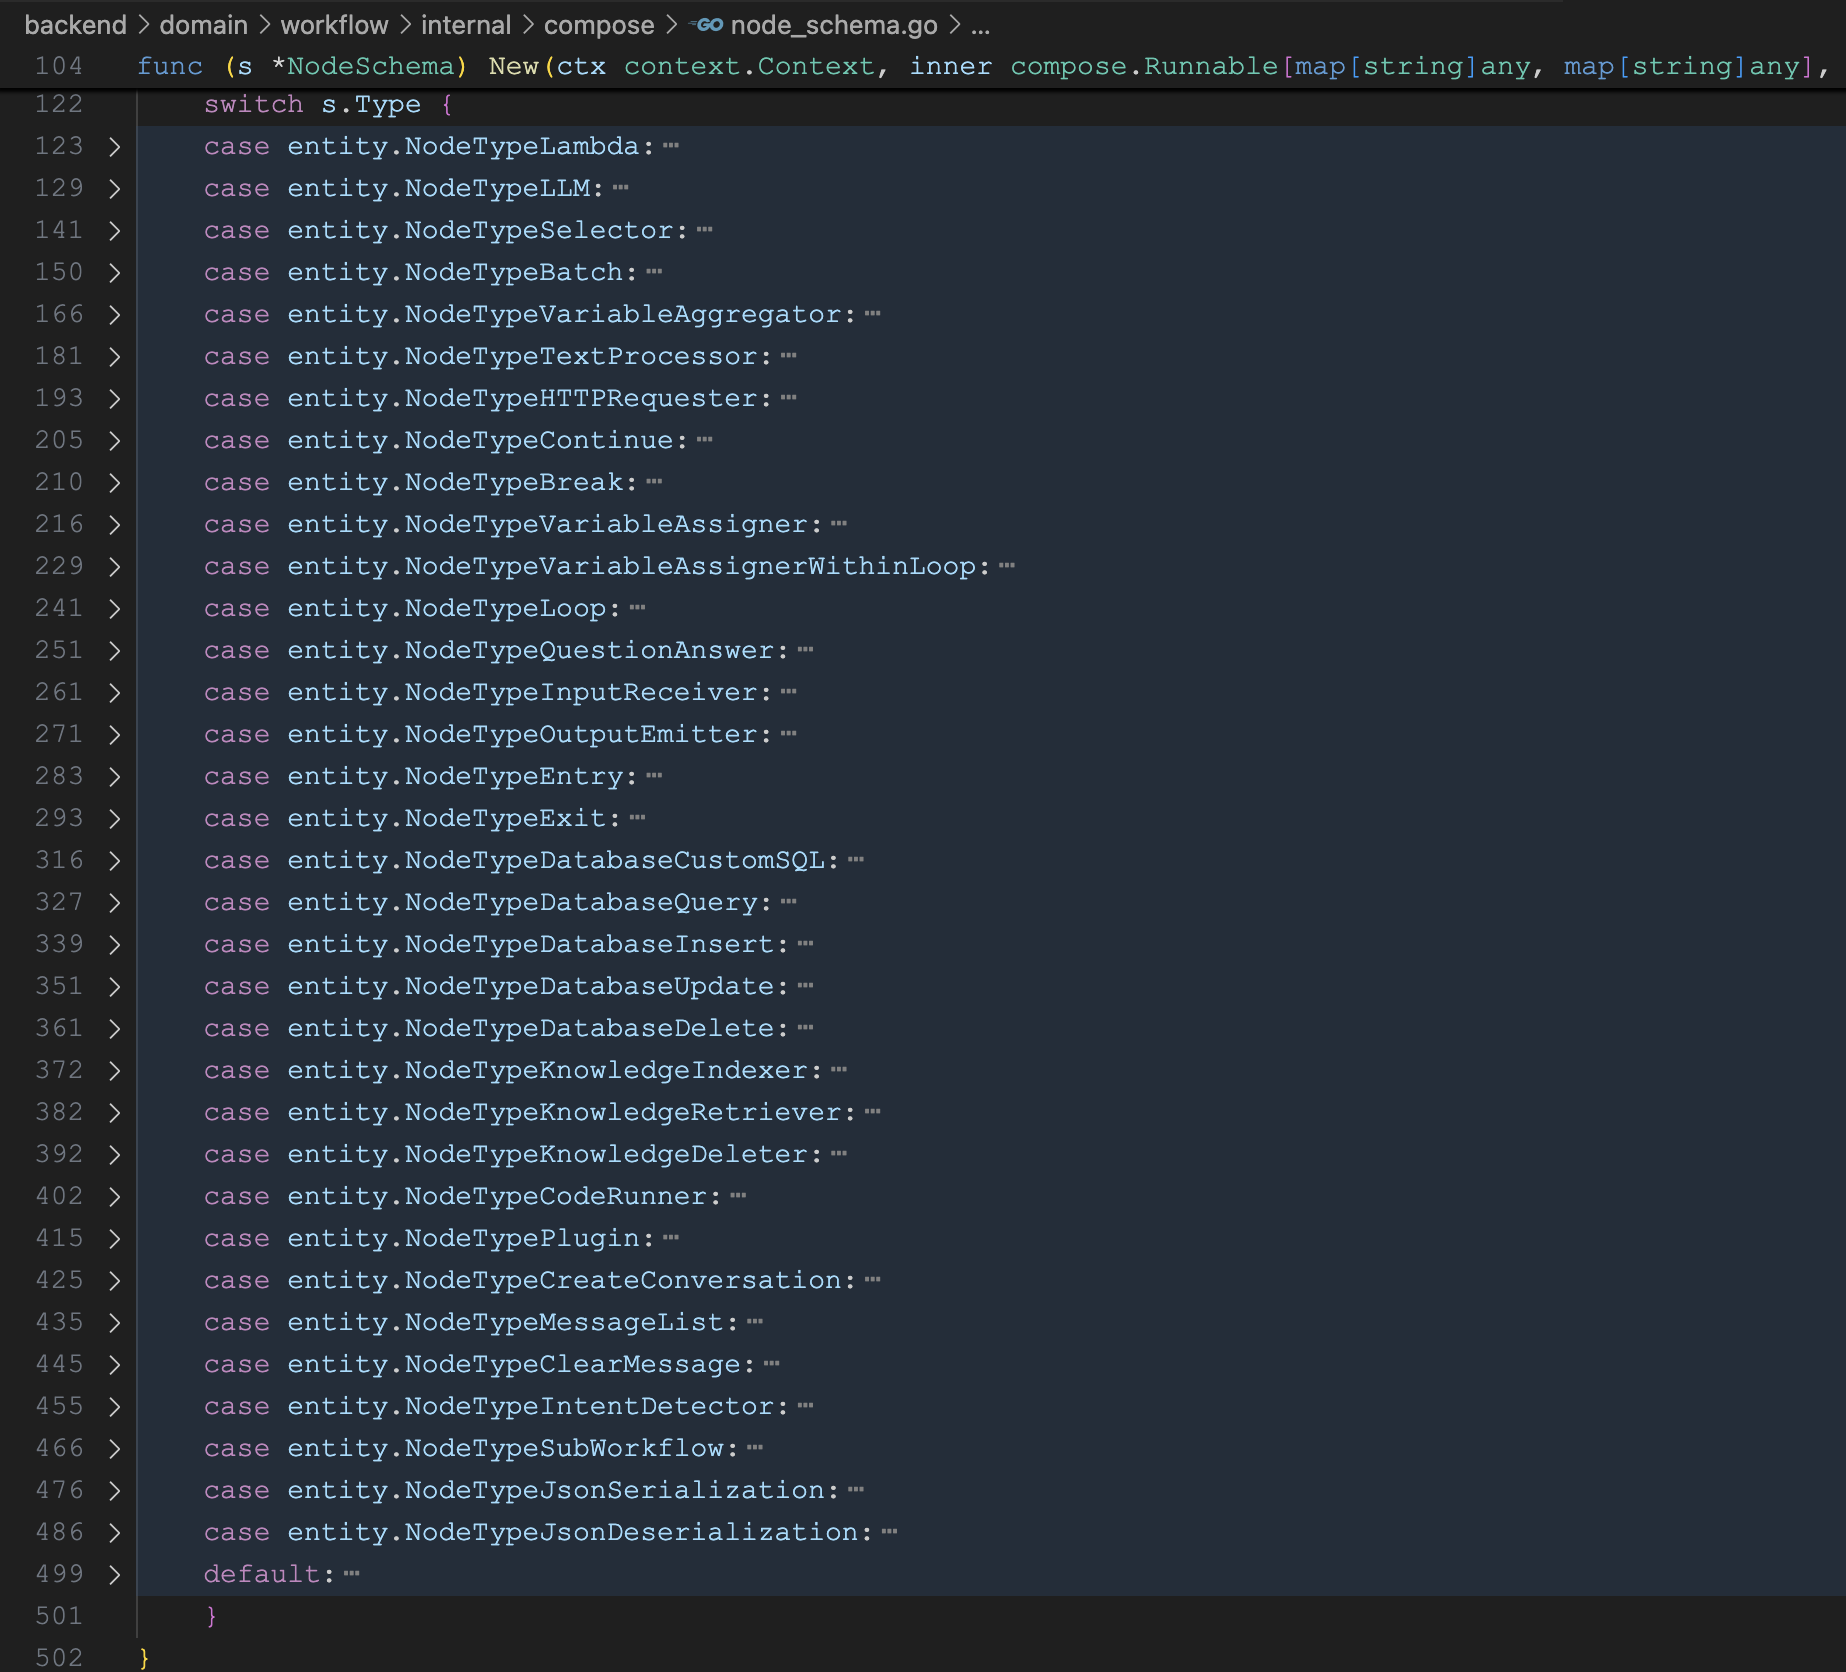 backend > domain > workflow > internal > compose > GO node_schema.go > ...
104 func (s *NodeSchema) New(ctx context.Context, inner compose.Runnable[map[string]any, map[string]any],
122 switch s.Type {
123 > case entity.NodeTypeLambda: ⋯
129 > case entity.NodeTypeLLM: ⋯
141 > case entity.NodeTypeSelector: ⋯
150 > case entity.NodeTypeBatch: ⋯
166 > case entity.NodeTypeVariableAggregator: ⋯
181 > case entity.NodeTypeTextProcessor: ⋯
193 > case entity.NodeTypeHTTPRequester: ⋯
205 > case entity.NodeTypeContinue: ⋯
210 > case entity.NodeTypeBreak: ⋯
216 > case entity.NodeTypeVariableAssigner: ⋯
229 > case entity.NodeTypeVariableAssignerWithinLoop: ⋯
241 > case entity.NodeTypeLoop: ⋯
251 > case entity.NodeTypeQuestionAnswer: ⋯
261 > case entity.NodeTypeInputReceiver: ⋯
271 > case entity.NodeTypeOutputEmitter: ⋯
283 > case entity.NodeTypeEntry: ⋯
293 > case entity.NodeTypeExit: ⋯
316 > case entity.NodeTypeDatabaseCustomSQL: ⋯
327 > case entity.NodeTypeDatabaseQuery: ⋯
339 > case entity.NodeTypeDatabaseInsert: ⋯
351 > case entity.NodeTypeDatabaseUpdate: ⋯
361 > case entity.NodeTypeDatabaseDelete: ⋯
372 > case entity.NodeTypeKnowledgeIndexer: ⋯
382 > case entity.NodeTypeKnowledgeRetriever: ⋯
392 > case entity.NodeTypeKnowledgeDeleter: ⋯
402 > case entity.NodeTypeCodeRunner: ⋯
415 > case entity.NodeTypePlugin: ⋯
425 > case entity.NodeTypeCreateConversation: ⋯
435 > case entity.NodeTypeMessageList: ⋯
445 > case entity.NodeTypeClearMessage: ⋯
455 > case entity.NodeTypeIntentDetector: ⋯
466 > case entity.NodeTypeSubWorkflow: ⋯
476 > case entity.NodeTypeJsonSerialization: ⋯
486 > case entity.NodeTypeJsonDeserialization: ⋯
499 > default: ⋯
501 }
502 }